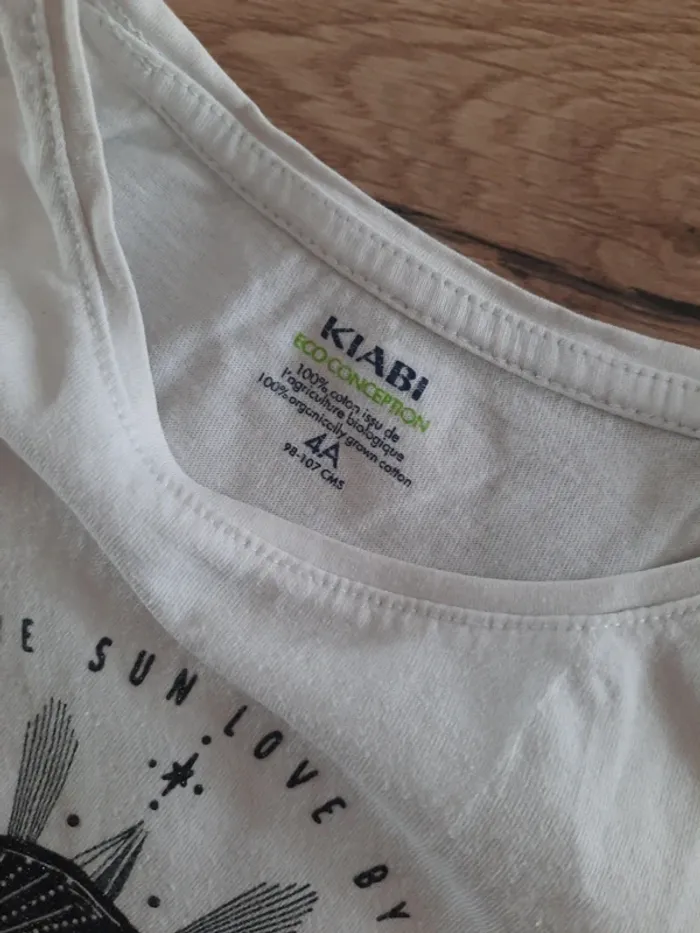 KIABI
ECO CONCEPTION
100% coton issu de
l'agriculture biologique
100% organically grown cotton
4A
98-107 CMS
E SUN LOVE BY